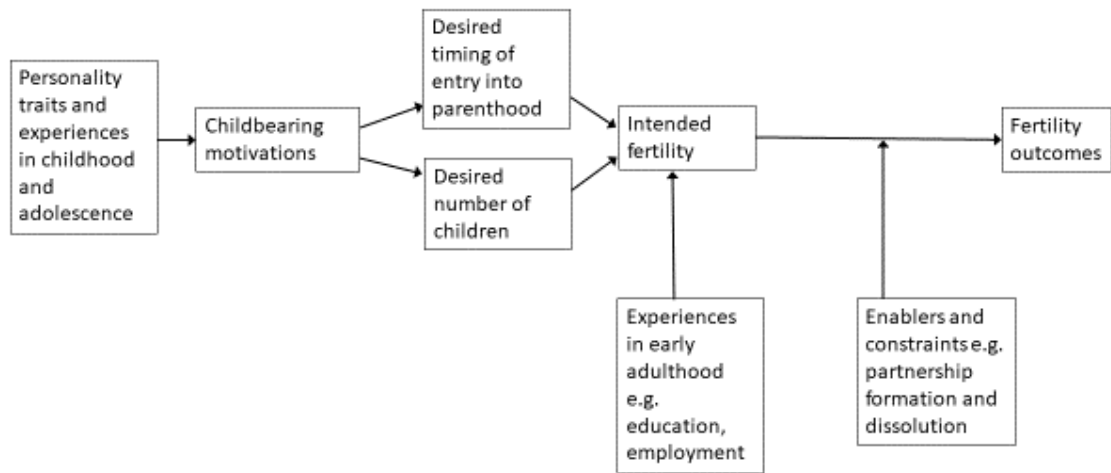 Personality
traits and
experiences
in childhood
and
adolescence
Childbearing
motivations
Desired
timing of
entry into
parenthood
Desired
number of
children
Intended
fertility
Fertility
outcomes
Experiences
in early
adulthood
e.g.
education,
employment
Enablers and
constraints e.g.
partnership
formation and
dissolution